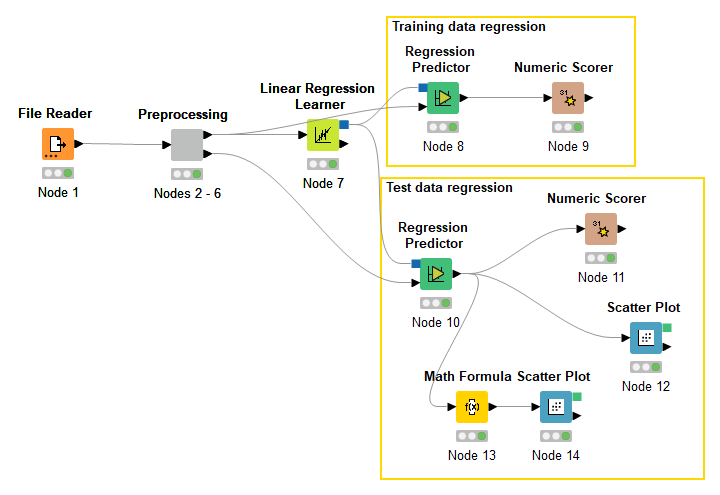 Training data regression
Regression
Predictor
Numeric Scorer
31
Node 8
Node 9
File Reader
Preprocessing
Linear Regression
Learner
Node 1
Nodes 2 - 6
Node 7
Test data regression
Numeric Scorer
31
Node 11
Regression
Predictor
Node 10
Scatter Plot
Node 12
Math Formula
Scatter Plot
f(x)
Node 13
Node 14